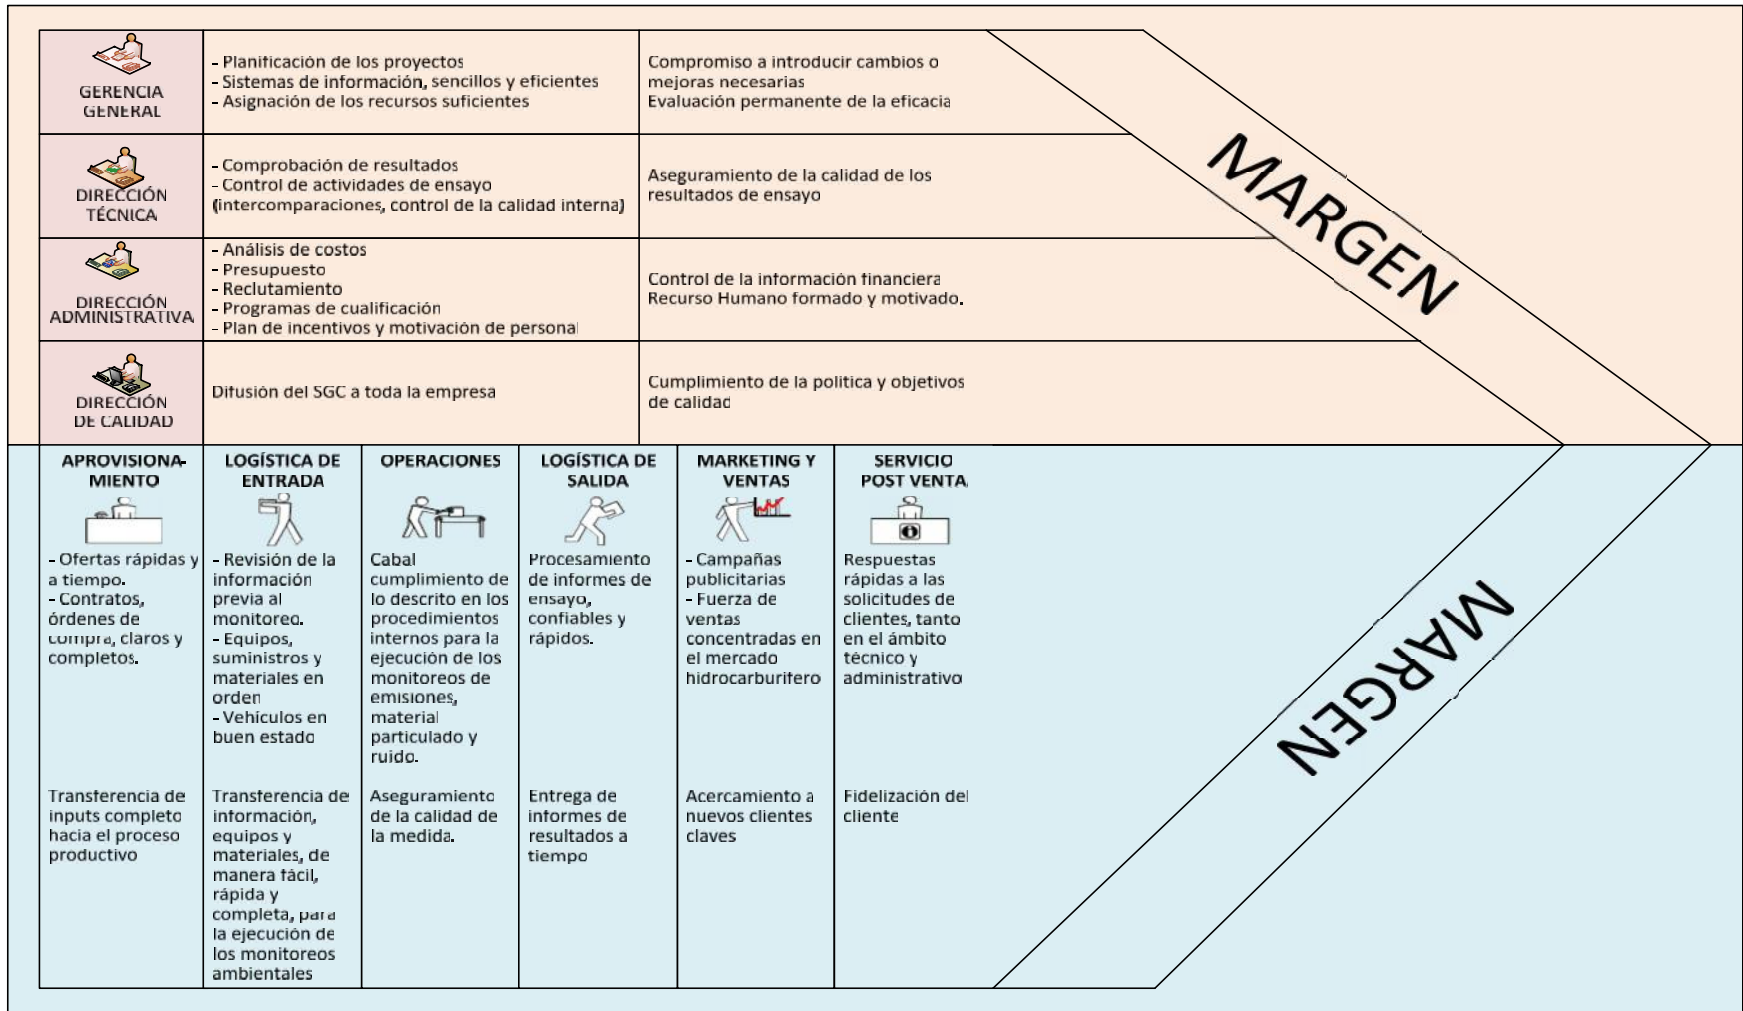 GERENCIA
GENERAL
- Planificación de los proyectos
- Sistemas de información, sencillos y eficientes
- Asignación de los recursos suficientes
Compromiso a introducir cambios o
mejoras necesarias
Evaluación permanente de la eficacia
DIRECCIÓN
TÉCNICA
- Comprobación de resultados
- Control de actividades de ensayo
(intercomparaciones, control de la calidad interna)
Aseguramiento de la calidad de los
resultados de ensayo
DIRECCIÓN
ADMINISTRATIVA
- Análisis de costos
- Presupuesto
- Reclutamiento
- Programas de cualificación
- Plan de incentivos y motivación de personal
Control de la información financiera
Recurso Humano formado y motivado.
DIRECCIÓN
DE CALIDAD
Difusión del SGC a toda la empresa
Cumplimiento de la política y objetivos
de calidad
MARGEN
APROVISIONA-
MIENTO
- Ofertas rápidas y
a tiempo.
- Contratos,
órdenes de
compra, claros y
completos.
Transferencia de
inputs completo
hacia el proceso
productivo
LOGÍSTICA DE
ENTRADA
- Revisión de la
información
previa al
monitoreo.
- Equipos,
suministros y
materiales en
orden
- Vehículos en
buen estado
Transferencia de
información,
equipos y
materiales, de
manera fácil,
rápida y
completa, para
la ejecución de
los monitoreos
ambientales
OPERACIONES
Cabal
cumplimiento de
lo descrito en los
procedimientos
internos para la
ejecución de los
monitoreos de
emisiones,
material
particulado y
ruido.
Aseguramiento
de la calidad de
la medida.
LOGÍSTICA DE
SALIDA
Procesamiento
de informes de
ensayo,
confiables y
rápidos.
Entrega de
informes de
resultados a
tiempo
MARKETING Y
VENTAS
- Campañas
publicitarias
- Fuerza de
ventas
concentradas en
el mercado
hidrocarburifero
Acercamiento a
nuevos clientes
claves
SERVICIO
POST VENTA
Respuestas
rápidas a las
solicitudes de
clientes, tanto
en el ámbito
técnico y
administrativo
Fidelización del
cliente
MARGEN